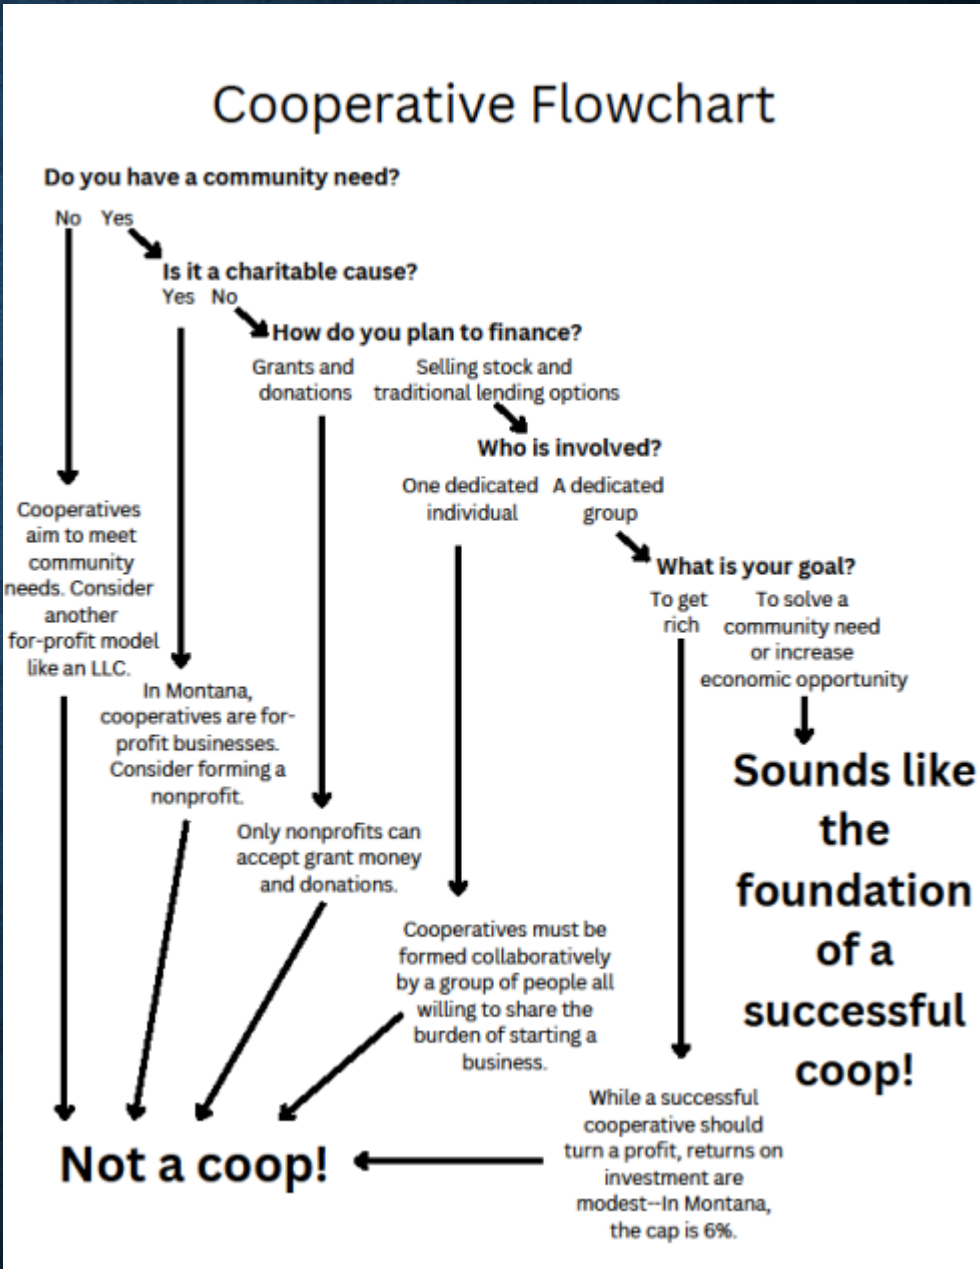 Cooperative Flowchart
Do you have a community need?
No Yes
Is it a charitable cause?
Yes No
How do you plan to finance?
Grants and
donations
Selling stock and
traditional lending options
Who is involved?
One dedicated
individual
A dedicated
group
What is your goal?
To get
rich
To solve a
community need
or increase
economic opportunity
Cooperatives
aim to meet
community
needs. Consider
another
for-profit model
like an LLC.
In Montana,
cooperatives are for-
profit businesses.
Consider forming a
nonprofit.
Only nonprofits can
accept grant money
and donations.
Cooperatives must be
formed collaboratively
by a group of people all
willing to share the
burden of starting a
business.
While a successful
cooperative should
turn a profit, returns on
investment are
modest--In Montana,
the cap is 6%.
Sounds like
the
foundation
of a
successful
coop!
Not a coop!